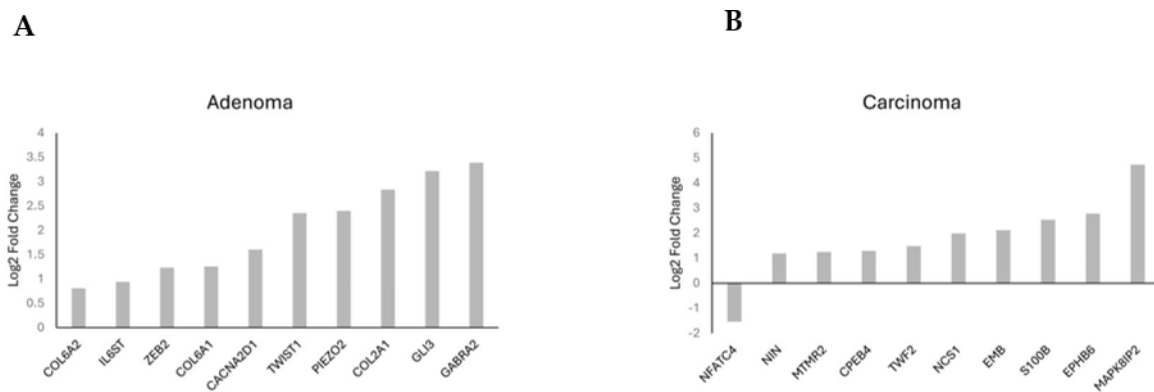 A
B
Adenoma
Log2 Fold Change
4
3.5
3
2.5
2
1.5
1
0.5
0
COL6A2
IL6ST
ZEB2
COL6A1
CACNA2D1
TWIST1
PIEZO2
COL2A1
GLI3
GABRA2
Carcinoma
Log2 Fold Change
6
5
4
3
2
1
0
-1
-2
NFATC4
NIN
MTMR2
CPEB4
TWF2
NCS1
EMB
S100B
EPHB6
MAPK8IP2